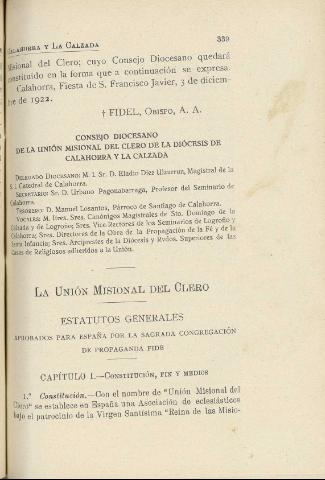 CALAHORRA Y LA CALZADA 339
Misional del Clero; cuyo Consejo Diocesano quedará
constituido en la forma que a continuación se expresa.
Calahorra, Fiesta de S. Francisco Javier, 3 de diciem-
bre de 1922.
† FIDEL, OBISPO, A. A.
CONSEJO DIOCESANO
DE LA UNIÓN MISIONAL DEL CLERO DE LA DIÓCESIS DE
CALAHORRA Y LA CALZADA
DELEGADO DIOCESANO: M. I. Sr. D. Eladio Díez Ulzurrun, Magistral de la
S. I. Catedral de Calahorra.
SECRETARIO: Sr. D. Urbano Pagonabarraga, Profesor del Seminario de
Calahorra.
TESORERO: D. Manuel Losantos, Párroco de Santiago de Calahorra.
VOCALES: M. Iltres. Sres. Canónigos Magistrales de Sto. Domingo de la
Calzada y de Logroño; Sres. Vice-Rectores de los Seminarios de Logroño y
Calahorra; Sres. Directores de la Obra de la Propagación de la Fé y de la
Santa Infancia; Sres. Arciprestes de la Diócesis y Rvdos. Superiores de las
Casas de Religiosos adheridos a la Unión.
LA UNIÓN MISIONAL DEL CLERO
ESTATUTOS GENERALES
APROBADOS PARA ESPAÑA POR LA SAGRADA CONGREGACIÓN
DE PROPAGANDA FIDE
CAPÍTULO I.—CONSTITUCIÓN, FIN Y MEDIOS
1.° Constitución.—Con el nombre de "Unión Misional del
Clero" se establece en España una Asociación de eclesiásticos
bajo el patrocinio de la Virgen Santísima "Reina de las Misio-